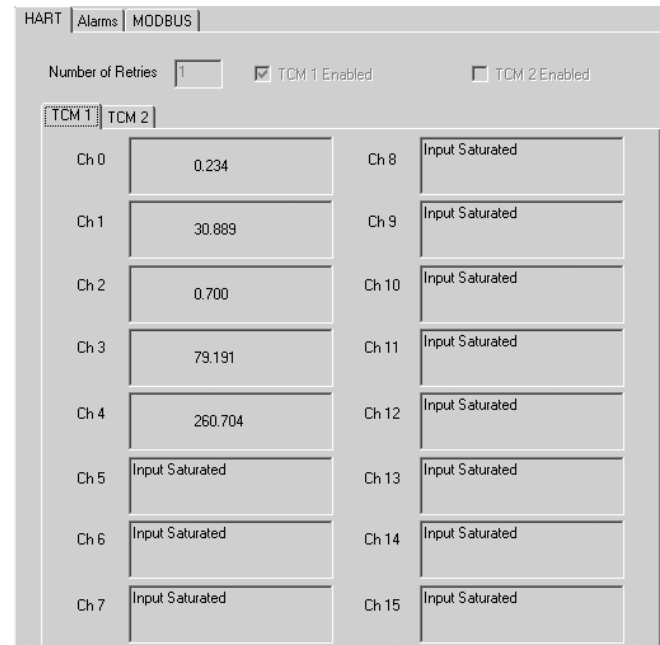 HART Alarms MODBUS
Number of Retries 1 TCM 1 Enabled TCM 2 Enabled
TCM 1 TCM 2
Ch 0 0.234 Ch 8 Input Saturated
Ch 1 30.889 Ch 9 Input Saturated
Ch 2 0.700 Ch 10 Input Saturated
Ch 3 79.191 Ch 11 Input Saturated
Ch 4 260.704 Ch 12 Input Saturated
Ch 5 Input Saturated Ch 13 Input Saturated
Ch 6 Input Saturated Ch 14 Input Saturated
Ch 7 Input Saturated Ch 15 Input Saturated